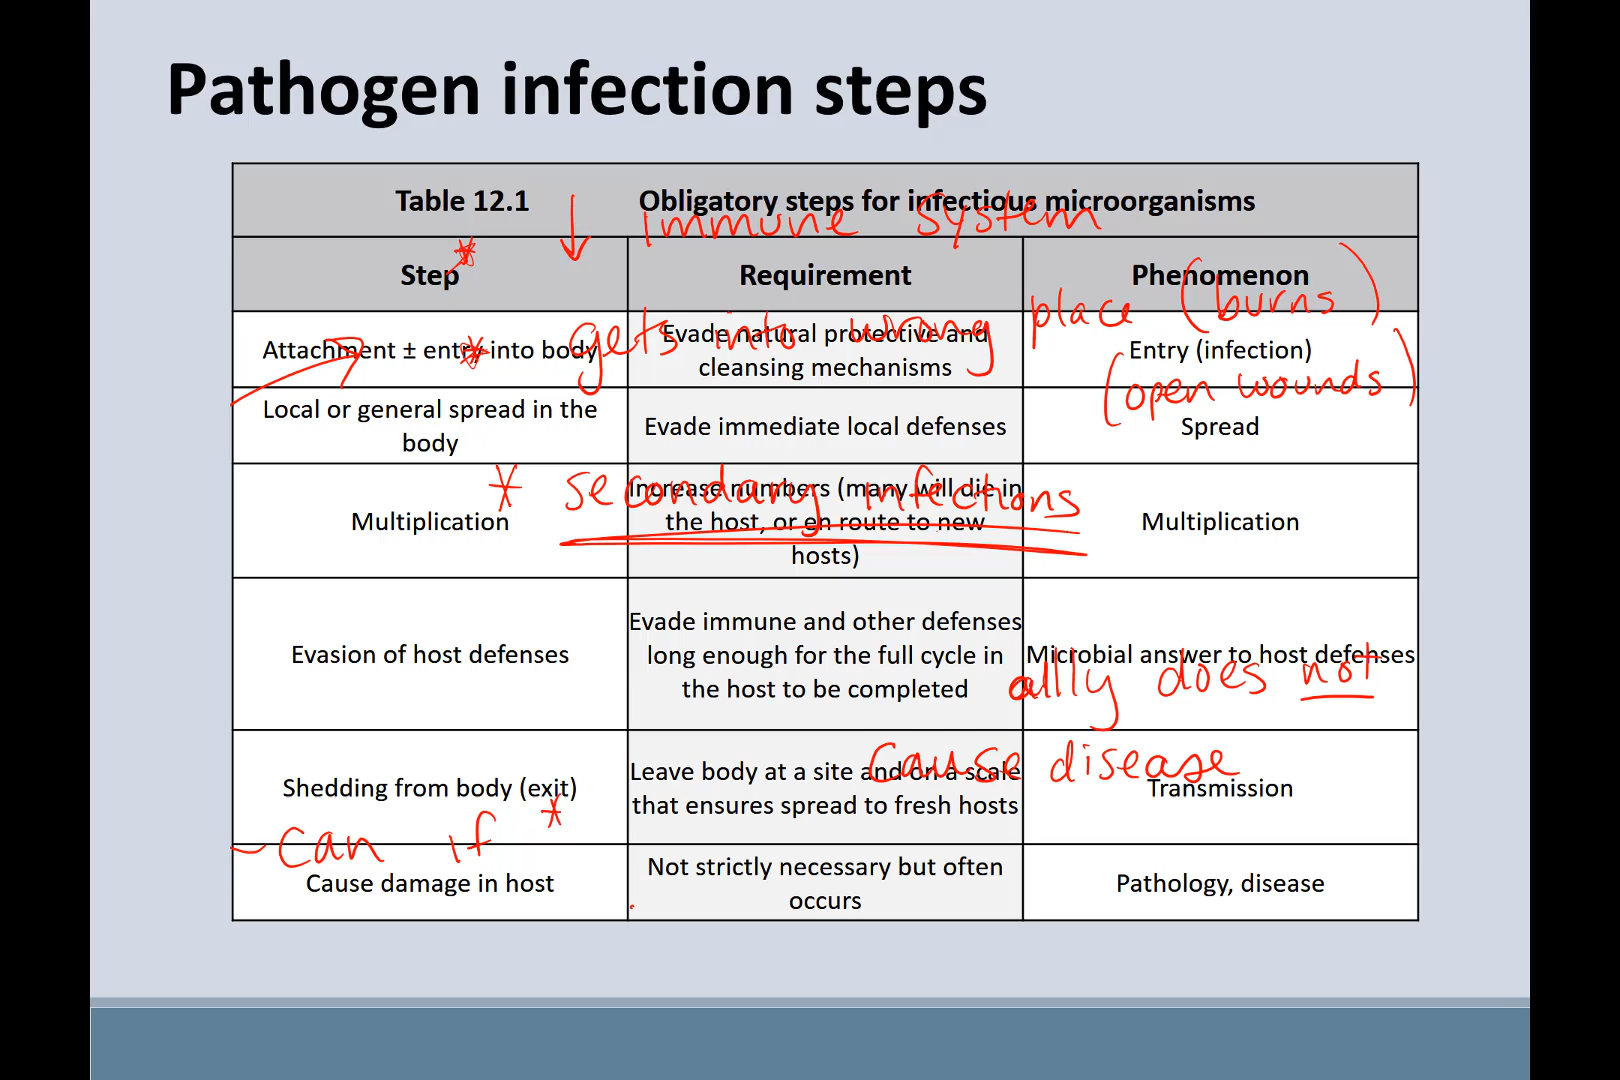 Pathogen infection steps
Table 12.1 Obligatory steps for infectious microorganisms
↓ immune system
Step* Requirement Phenomenon
gets into wrong place (burns)
(open wounds)
Attachment ± entry into body
Evade natural protective and
cleansing mechanisms
Entry (infection)
Local or general spread in the
body
Evade immediate local defenses
Spread
* secondary infections
Multiplication
Increase numbers (many will die in
the host, or en route to new
hosts)
Multiplication
Evasion of host defenses
Evade immune and other defenses
long enough for the full cycle in
the host to be completed
Microbial answer to host defenses
ally does not
cause disease
Shedding from body (exit)
Leave body at a site and on a scale
that ensures spread to fresh hosts
Transmission
- can if *
Cause damage in host
Not strictly necessary but often
occurs
Pathology, disease